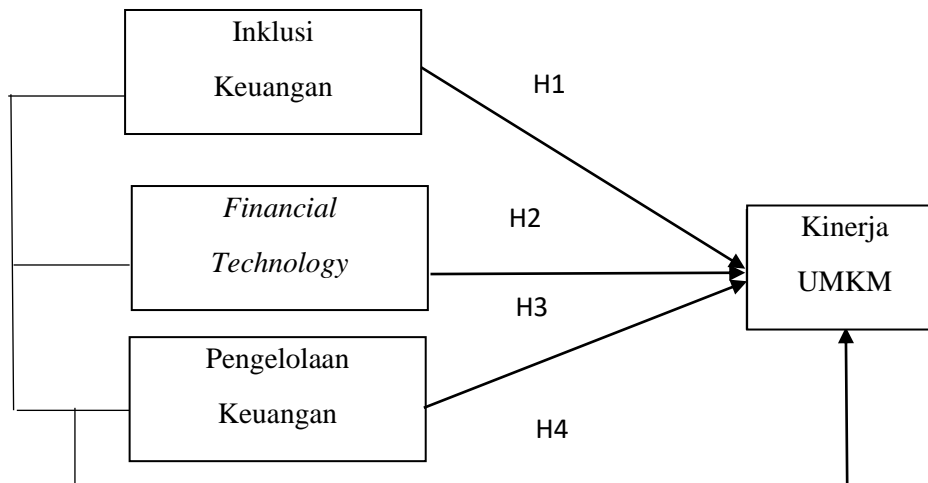 Inklusi
Keuangan
H1
Financial
Technology
H2
Kinerja
UMKM
H3
Pengelolaan
Keuangan
H4